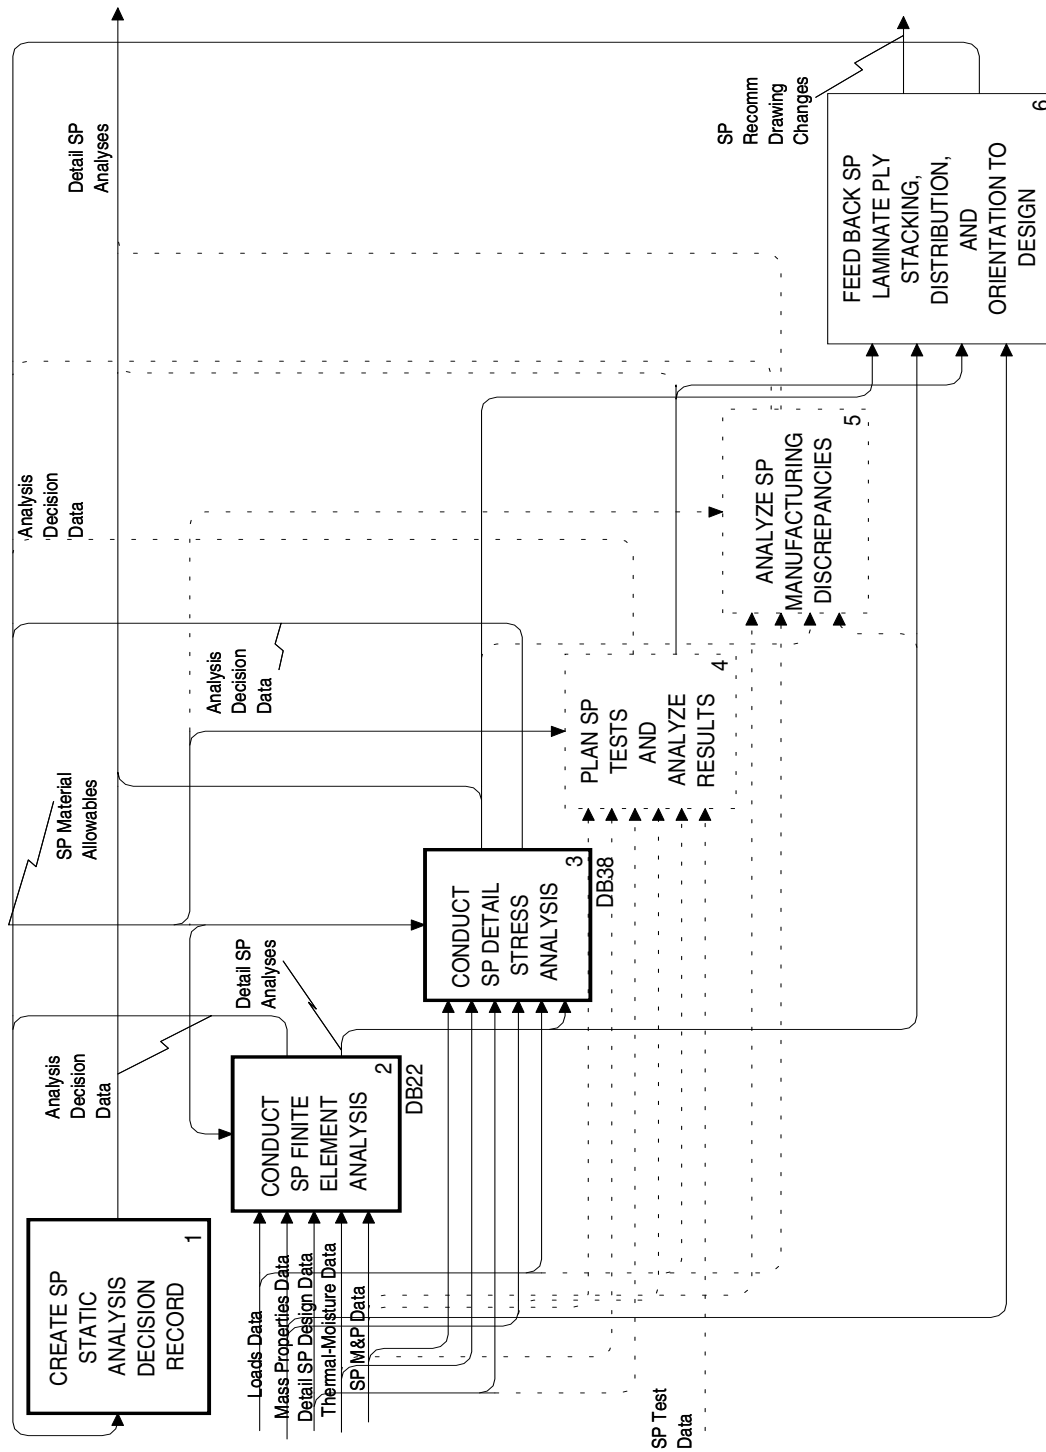 CREATE SP
STATIC
ANALYSIS
DECISION
RECORD
1
Analysis
Decision
Data
SP Material
Allowables
Analysis
Decision
Data
Analysis
Decision
Data
Detail SP
Analyses
Loads Data
Mass Properties Data
Detail SP Design Data
Thermal-Moisture Data
SP M&P Data
CONDUCT
SP FINITE
ELEMENT
ANALYSIS
2
DB22
Detail SP
Analyses
CONDUCT
SP DETAIL
STRESS
ANALYSIS
3
DB38
PLAN SP
TESTS
AND
ANALYZE
RESULTS
4
ANALYZE SP
MANUFACTURING
DISCREPANCIES
5
SP
Recomm
Drawing
Changes
FEED BACK SP
LAMINATE PLY
STACKING,
DISTRIBUTION,
AND
ORIENTATION TO
DESIGN
6
SP Test
Data